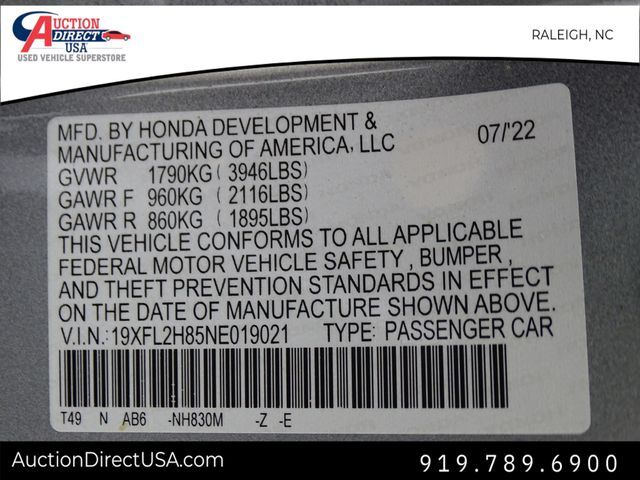 AUCTION
DIRECT
USA
USED VEHICLE SUPERSTORE
RALEIGH, NC
MFD. BY HONDA DEVELOPMENT &
MANUFACTURING OF AMERICA, LLC 07/'22
GVWR 1790KG ( 3946LBS)
GAWR F 960KG ( 2116LBS)
GAWR R 860KG ( 1895LBS)
THIS VEHICLE CONFORMS TO ALL APPLICABLE
FEDERAL MOTOR VEHICLE SAFETY , BUMPER ,
AND THEFT PREVENTION STANDARDS IN EFFECT
ON THE DATE OF MANUFACTURE SHOWN ABOVE.
V.I.N.: 19XFL2H85NE019021 TYPE: PASSENGER CAR
T49 N AB6 -NH830M -Z -E
AuctionDirectUSA.com 919.789.6900